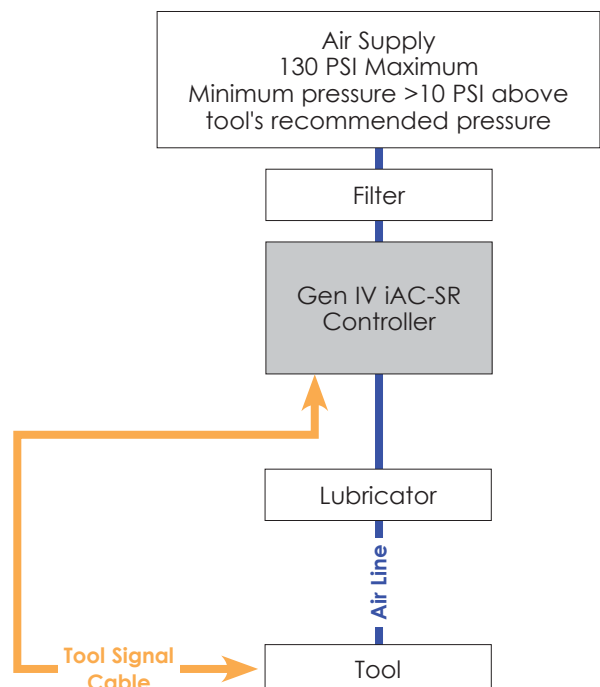 Air Supply
130 PSI Maximum
Minimum pressure >10 PSI above
tool's recommended pressure
Filter
Gen IV iAC-SR
Controller
Lubricator
Air Line
Tool Signal
Cable
Tool